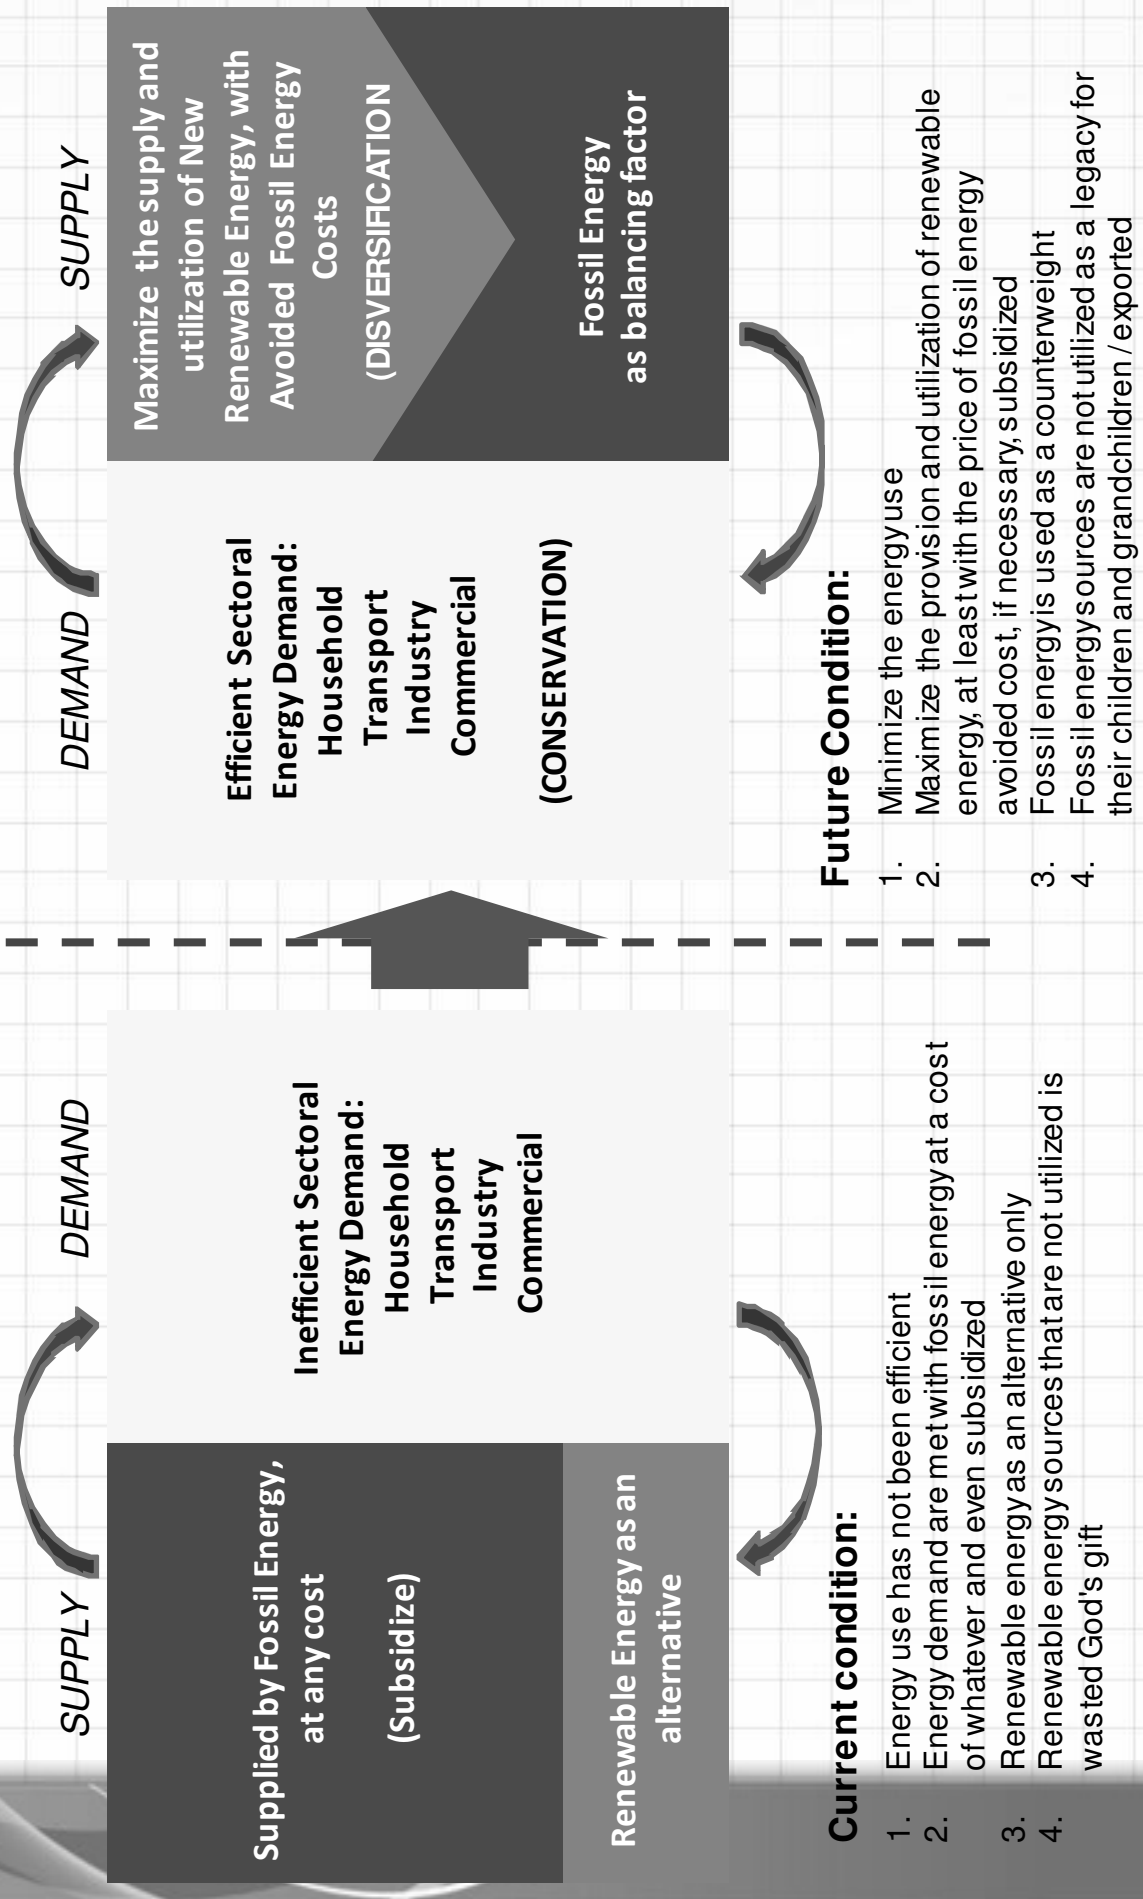 SUPPLY
DEMAND
Supplied by Fossil Energy,
at any cost
(Subsidize)
Renewable Energy as an
alternative
Inefficient Sectoral
Energy Demand:
Household
Transport
Industry
Commercial
DEMAND
SUPPLY
Efficient Sectoral
Energy Demand:
Household
Transport
Industry
Commercial
(CONSERVATION)
Maximize the supply and
utilization of New
Renewable Energy, with
Avoided Fossil Energy
Costs
(DISVERSIFICATION
Fossil Energy
as balancing factor
Current condition:
1. Energy use has not been efficient
2. Energy demand are met with fossil energy at a cost
of whatever and even subsidized
3. Renewable energy as an alternative only
4. Renewable energy sources that are not utilized is
wasted God's gift
Future Condition:
1. Minimize the energy use
2. Maximize the provision and utilization of renewable
energy, at least with the price of fossil energy
avoided cost, if necessary, subsidized
3. Fossil energy is used as a counterweight
4. Fossil energy sources are not utilized as a legacy for
their children and grandchildren / exported